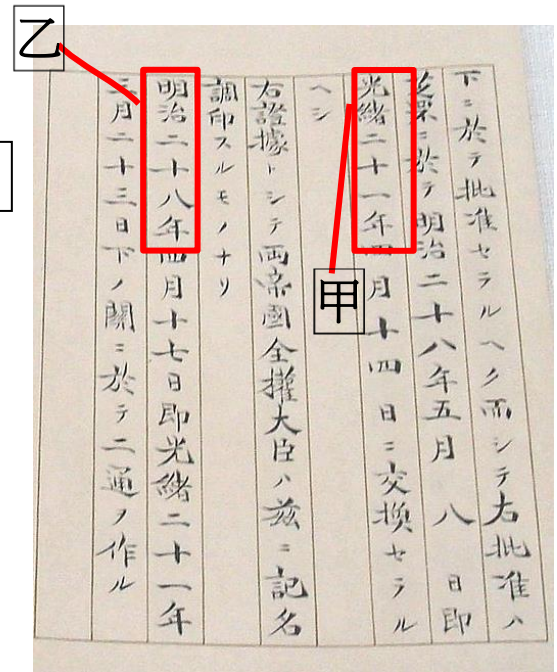 下ニ於テ批准セラルヘク而シテ右批准ハ
芝罘ニ於テ明治二十八年五月八日即
光緒二十一年四月十四日ニ交換セラル
ヘシ
右證據トシテ両帝國全權大臣ハ茲ニ記名
調印スルモノナリ
明治二十八年四月十七日即光緒二十一年
三月二十三日下ノ關ニ於テ二通ヲ作ル
甲
乙